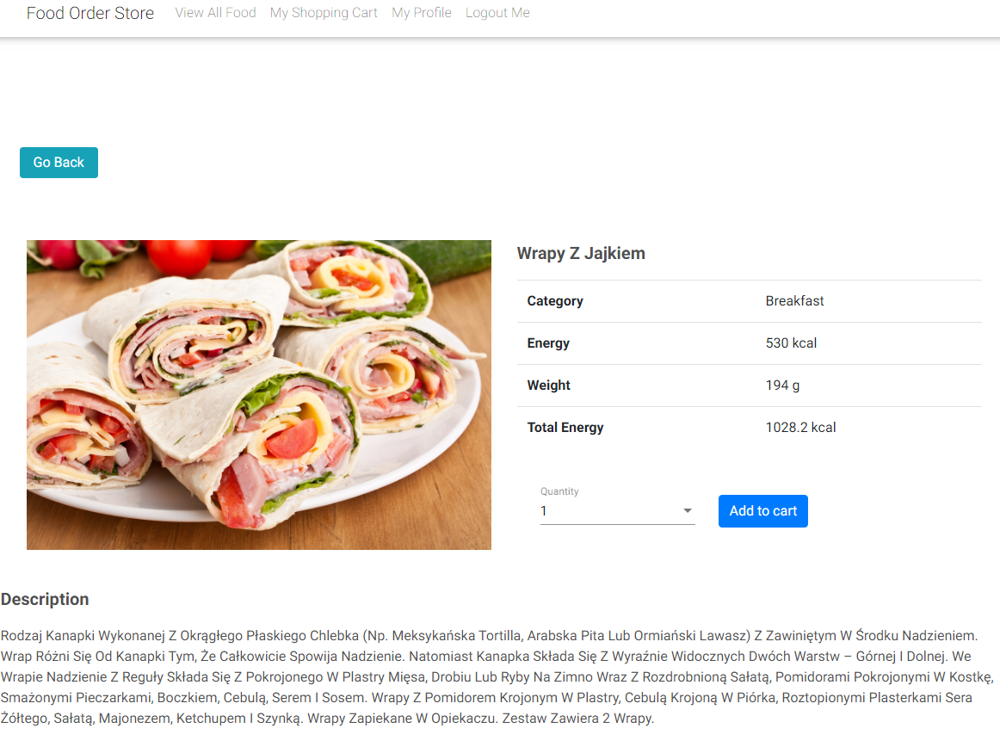 Food Order Store View All Food My Shopping Cart My Profile Logout Me
Go Back
Wrapy Z Jajkiem
Category Breakfast
Energy 530 kcal
Weight 194 g
Total Energy 1028.2 kcal
Quantity
1
Add to cart
Description
Rodzaj Kanapki Wykonanej Z Okrągłego Płaskiego Chlebka (Np. Meksykańska Tortilla, Arabska Pita Lub Ormiański Lawasz) Z Zawiniętym W Środku Nadzieniem.
Wrap Różni Się Od Kanapki Tym, Że Całkowicie Spowija Nadzienie. Natomiast Kanapka Składa Się Z Wyraźnie Widocznych Dwóch Warstw – Górnej I Dolnej. We
Wrapie Nadzienie Z Reguły Składa Się Z Pokrojonego W Plastry Mięsa, Drobiu Lub Ryby Na Zimno Wraz Z Rozdrobnioną Sałatą, Pomidorami Pokrojonymi W Kostkę,
Smażonymi Pieczarkami, Boczkiem, Cebulą, Serem I Sosem. Wrapy Z Pomidorem Krojonym W Plastry, Cebulą Krojoną W Piórka, Roztopionymi Plasterkami Sera
Żółtego, Sałatą, Majonezem, Ketchupem I Szynką. Wrapy Zapiekane W Opiekaczu. Zestaw Zawiera 2 Wrapy.